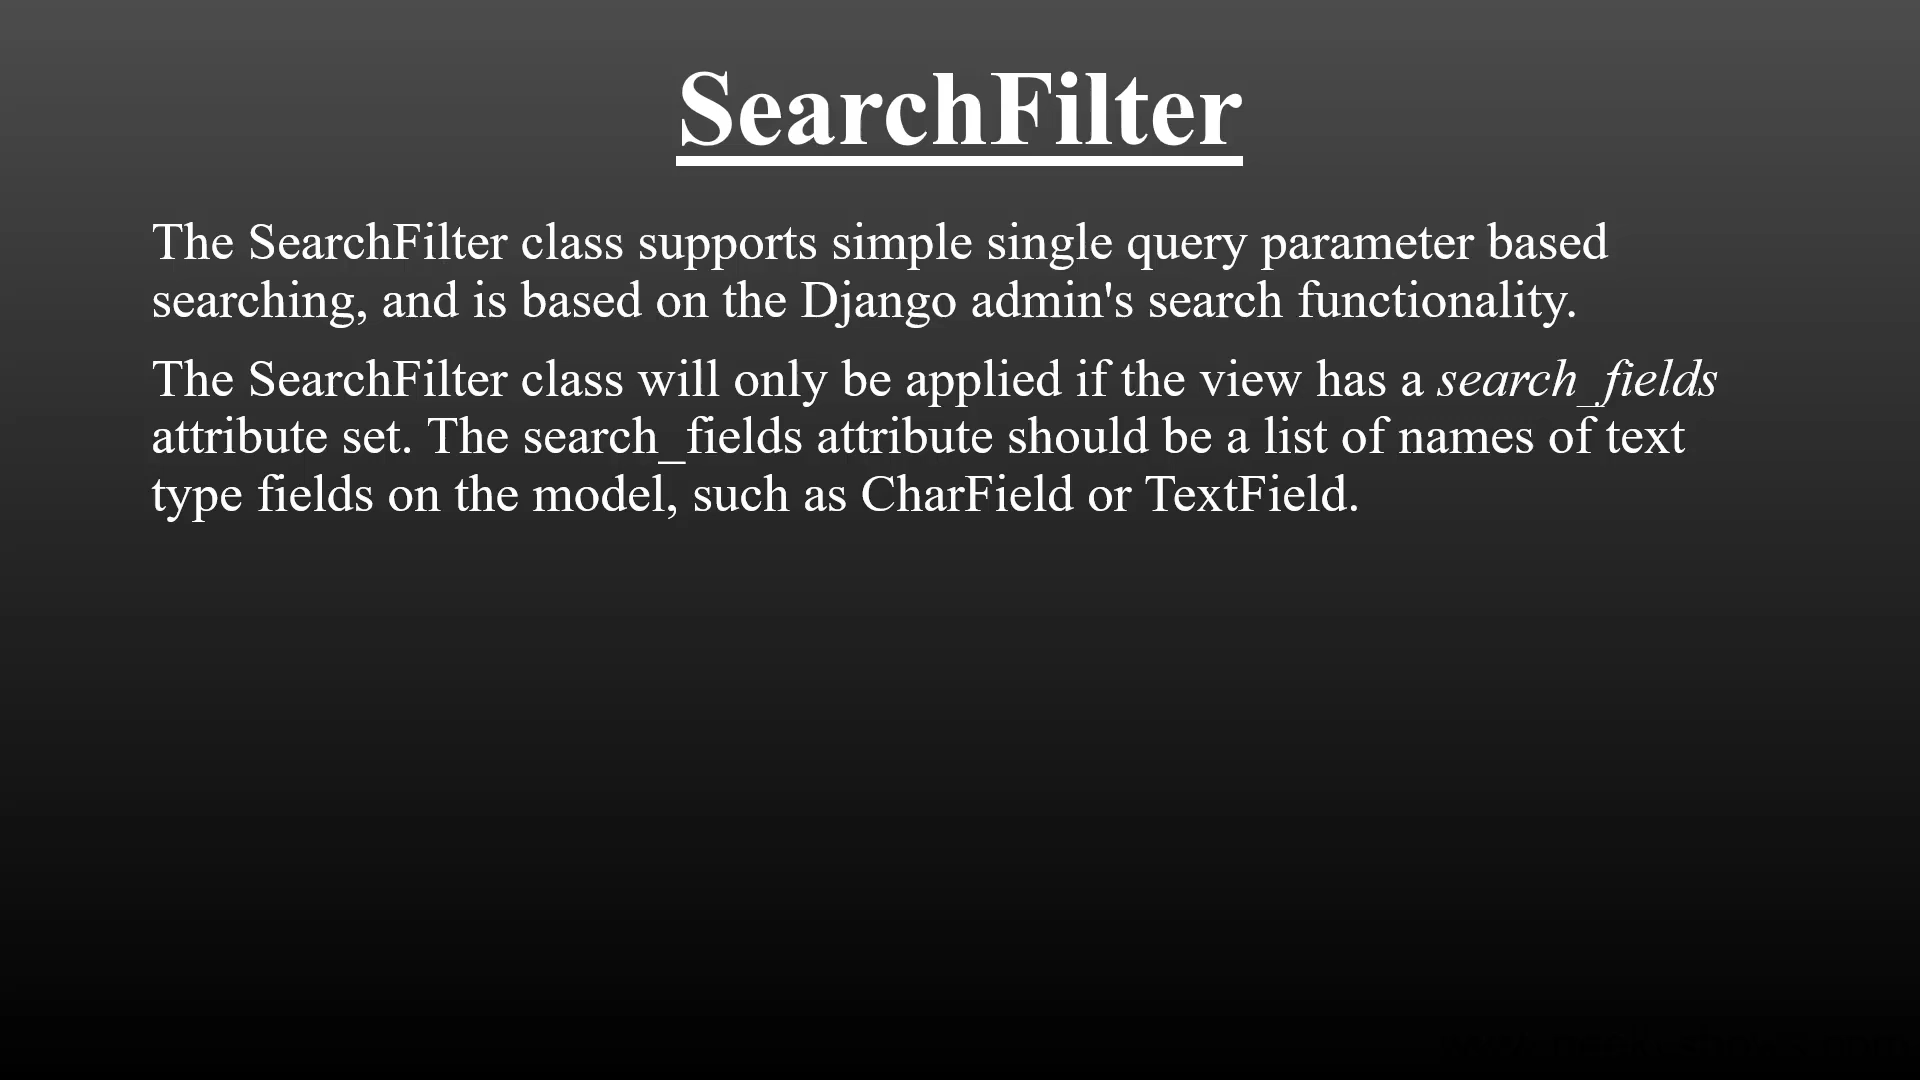 SearchFilter
The SearchFilter class supports simple single query parameter based
searching, and is based on the Django admin's search functionality.
The SearchFilter class will only be applied if the view has a search_fields
attribute set. The search_fields attribute should be a list of names of text
type fields on the model, such as CharField or TextField.